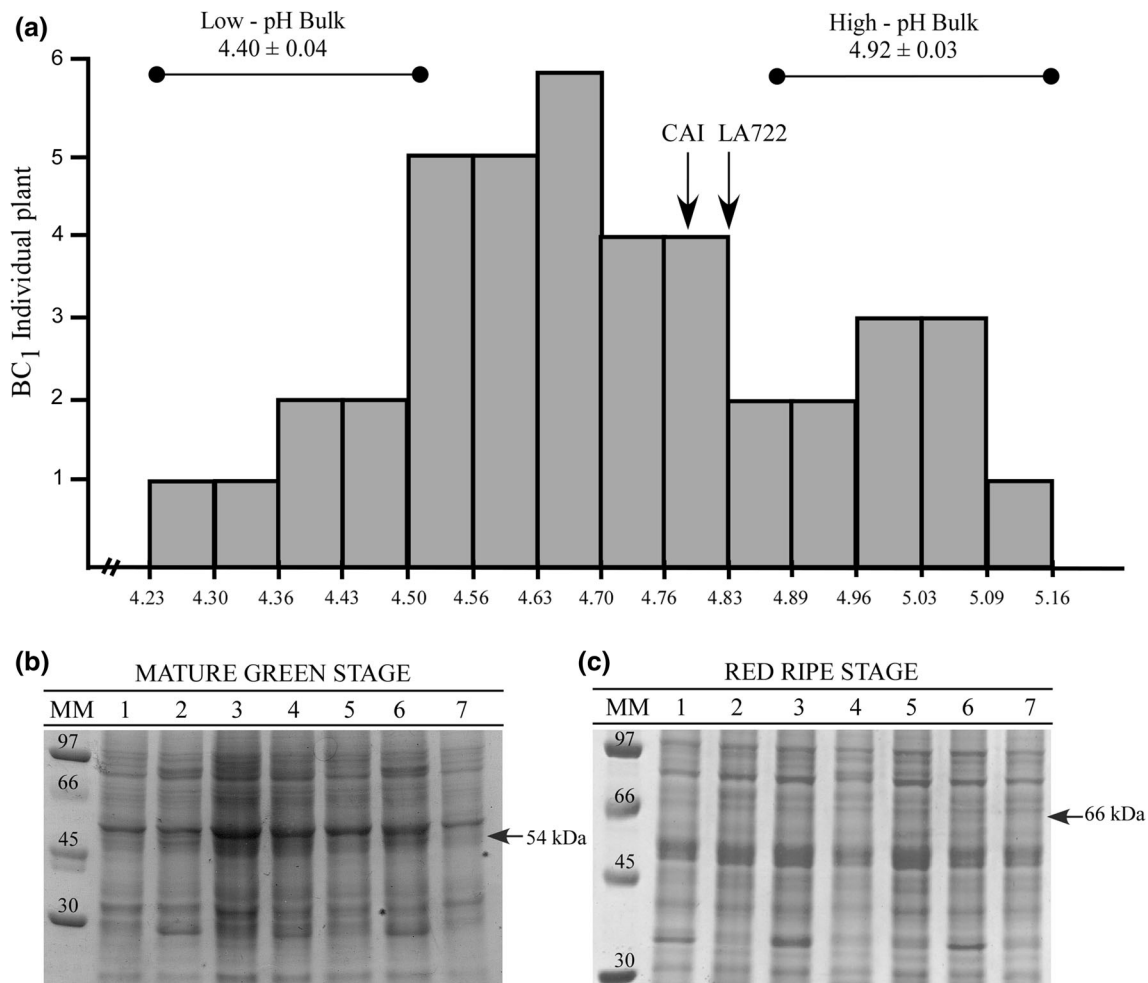 (a)
Low - pH Bulk
4.40 ± 0.04
High - pH Bulk
4.92 ± 0.03
CAI LA722
BC1 Individual plant
6
5
4
3
2
1
4.23 4.30 4.36 4.43 4.50 4.56 4.63 4.70 4.76 4.83 4.89 4.96 5.03 5.09 5.16
(b)
MATURE GREEN STAGE
MM 1 2 3 4 5 6 7
97
66
45
30
54 kDa
(c)
RED RIPE STAGE
MM 1 2 3 4 5 6 7
97
66
45
30
66 kDa